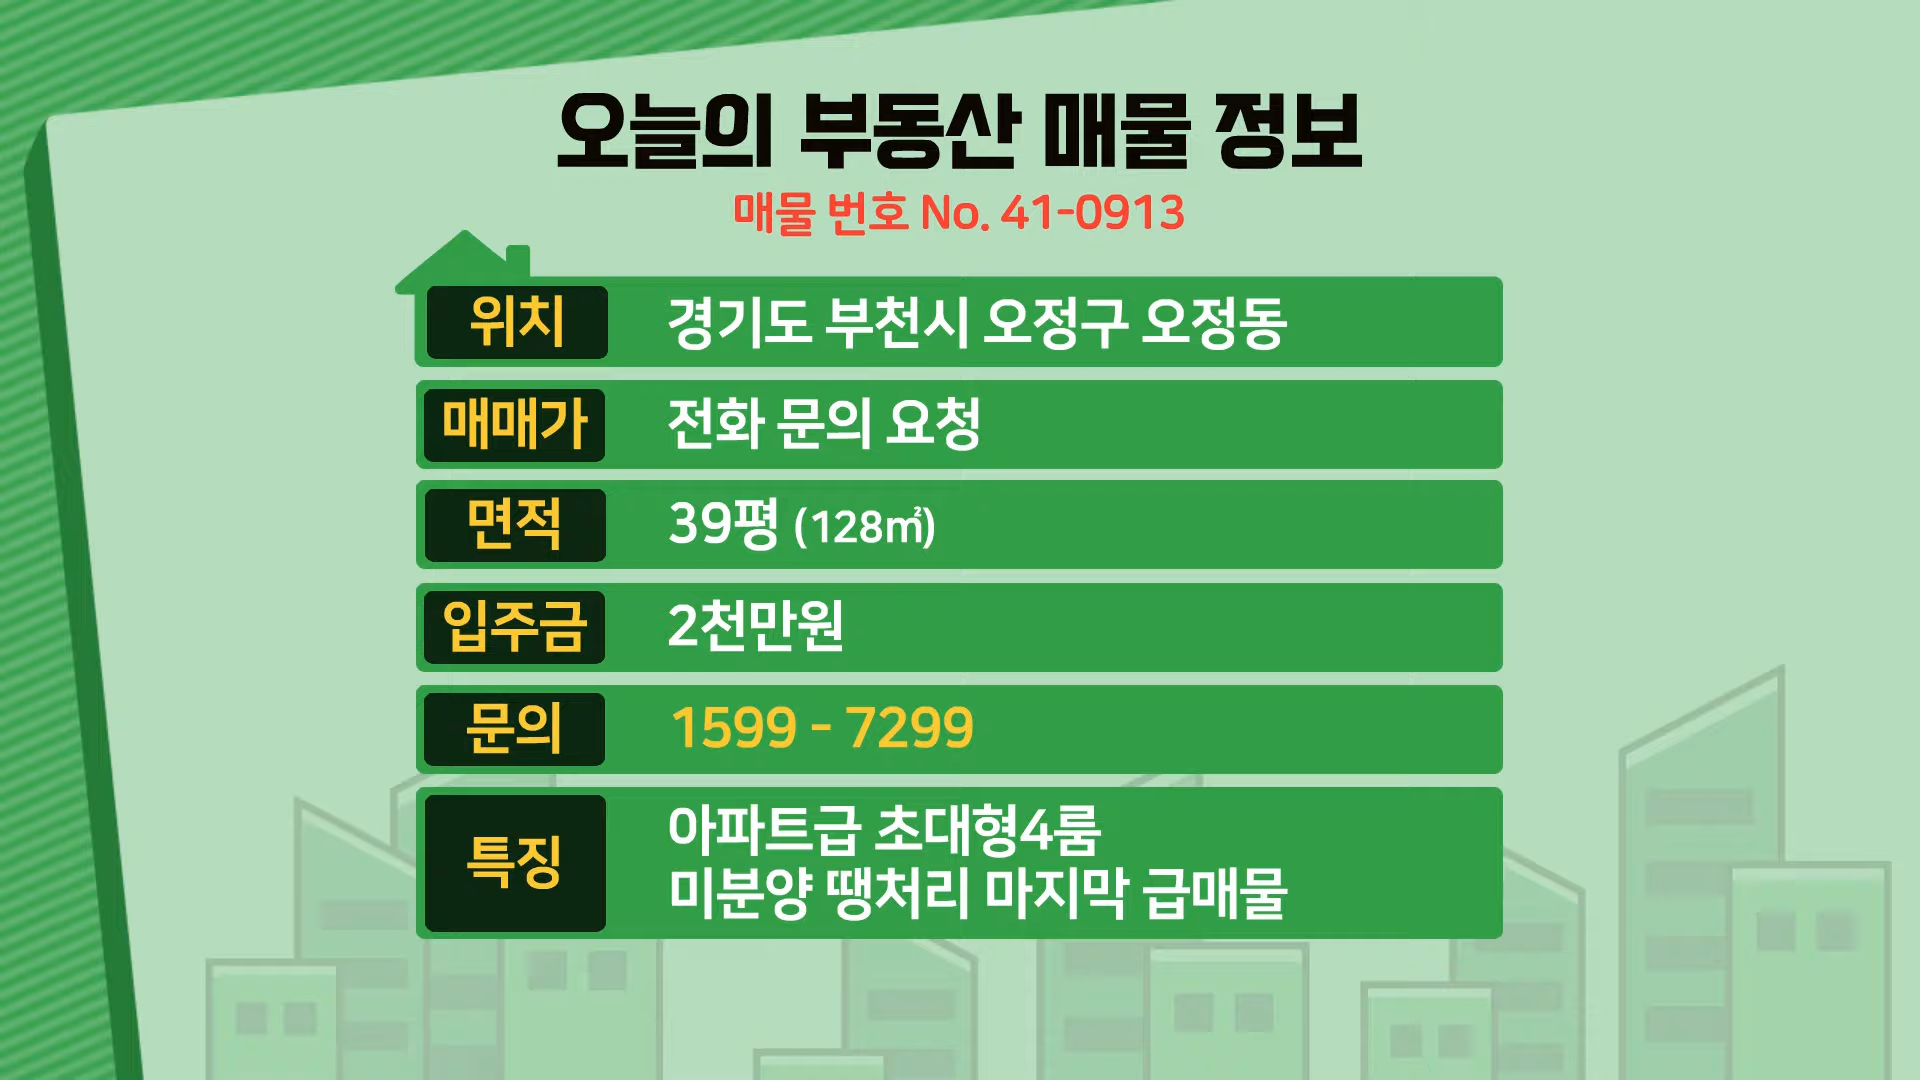 오늘의 부동산 매물 정보
매물 번호 No. 41-0913
위치 경기도 부천시 오정구 오정동
매매가 전화 문의 요청
면적 39평 (128㎡)
입주금 2천만원
문의 1599 - 7299
특징 아파트급 초대형4룸
미분양 땡처리 마지막 급매물